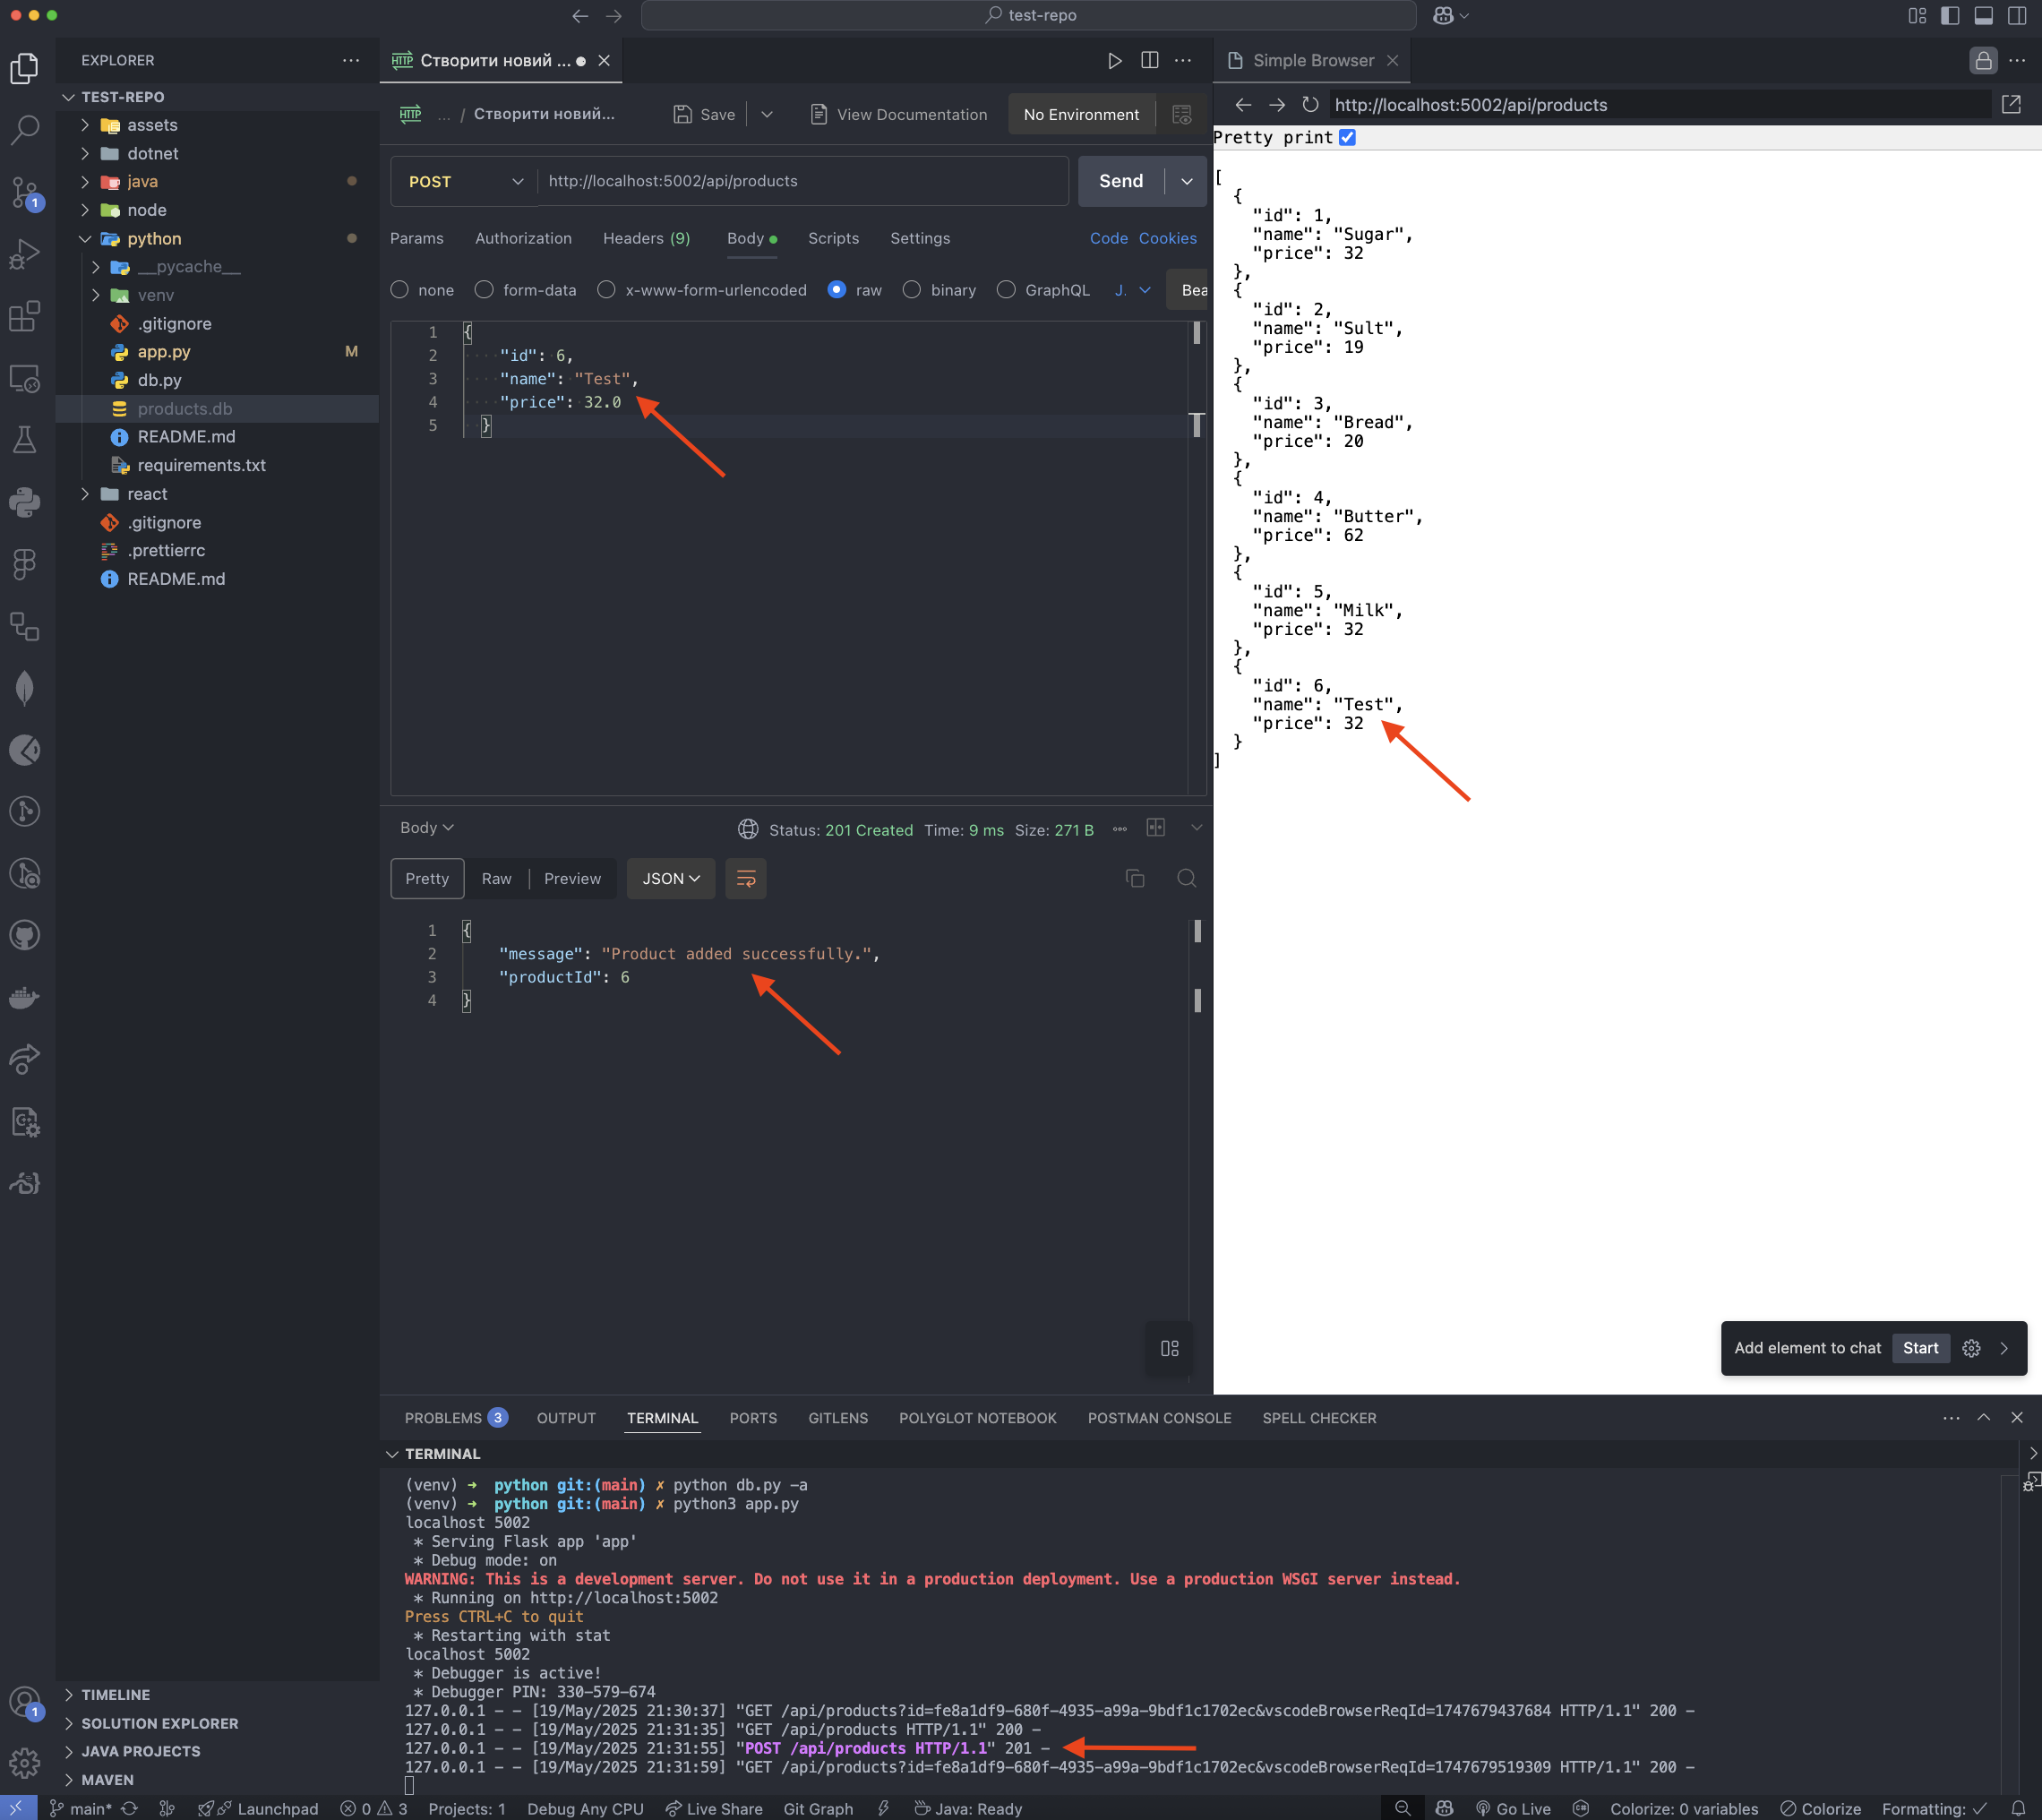 test-repo
EXPLORER
TEST-REPO
assets
dotnet
java
node
python
__pycache__
venv
.gitignore
app.py M
db.py
products.db
README.md
requirements.txt
react
.gitignore
.prettierrc
README.md
1
TIMELINE
SOLUTION EXPLORER
JAVA PROJECTS
MAVEN
1
HTTP Створити новий ...
HTTP ... / Створити новий... Save View Documentation No Environment
POST http://localhost:5002/api/products Send
Params Authorization Headers (9) Body Scripts Settings Code Cookies
none form-data x-www-form-urlencoded raw binary GraphQL J. Bea
1 {
2 "id": 6,
3 "name": "Test",
4 "price": 32.0
5 }
Body Status: 201 Created Time: 9 ms Size: 271 B
Pretty Raw Preview JSON
1 {
2 "message": "Product added successfully.",
3 "productId": 6
4 }
Simple Browser
http://localhost:5002/api/products
Pretty print
[
{
"id": 1,
"name": "Sugar",
"price": 32
},
{
"id": 2,
"name": "Sult",
"price": 19
},
{
"id": 3,
"name": "Bread",
"price": 20
},
{
"id": 4,
"name": "Butter",
"price": 62
},
{
"id": 5,
"name": "Milk",
"price": 32
},
{
"id": 6,
"name": "Test",
"price": 32
}
]
Add element to chat Start
PROBLEMS 3 OUTPUT TERMINAL PORTS GITLENS POLYGLOT NOTEBOOK POSTMAN CONSOLE SPELL CHECKER
TERMINAL
(venv) ➜ python git:(main) ✗ python db.py -a
(venv) ➜ python git:(main) ✗ python3 app.py
localhost 5002
* Serving Flask app 'app'
* Debug mode: on
WARNING: This is a development server. Do not use it in a production deployment. Use a production WSGI server instead.
* Running on http://localhost:5002
Press CTRL+C to quit
* Restarting with stat
localhost 5002
* Debugger is active!
* Debugger PIN: 330-579-674
127.0.0.1 - - [19/May/2025 21:30:37] "GET /api/products?id=fe8a1df9-680f-4935-a99a-9bdf1c1702ec&vscodeBrowserReqId=1747679437684 HTTP/1.1" 200 -
127.0.0.1 - - [19/May/2025 21:31:35] "GET /api/products HTTP/1.1" 200 -
127.0.0.1 - - [19/May/2025 21:31:55] "POST /api/products HTTP/1.1" 201 -
127.0.0.1 - - [19/May/2025 21:31:59] "GET /api/products?id=fe8a1df9-680f-4935-a99a-9bdf1c1702ec&vscodeBrowserReqId=1747679519309 HTTP/1.1" 200 -
main* Launchpad 0 3 Projects: 1 Debug Any CPU Live Share Git Graph Java: Ready Go Live Colorize: 0 variables Colorize Formatting: ✓